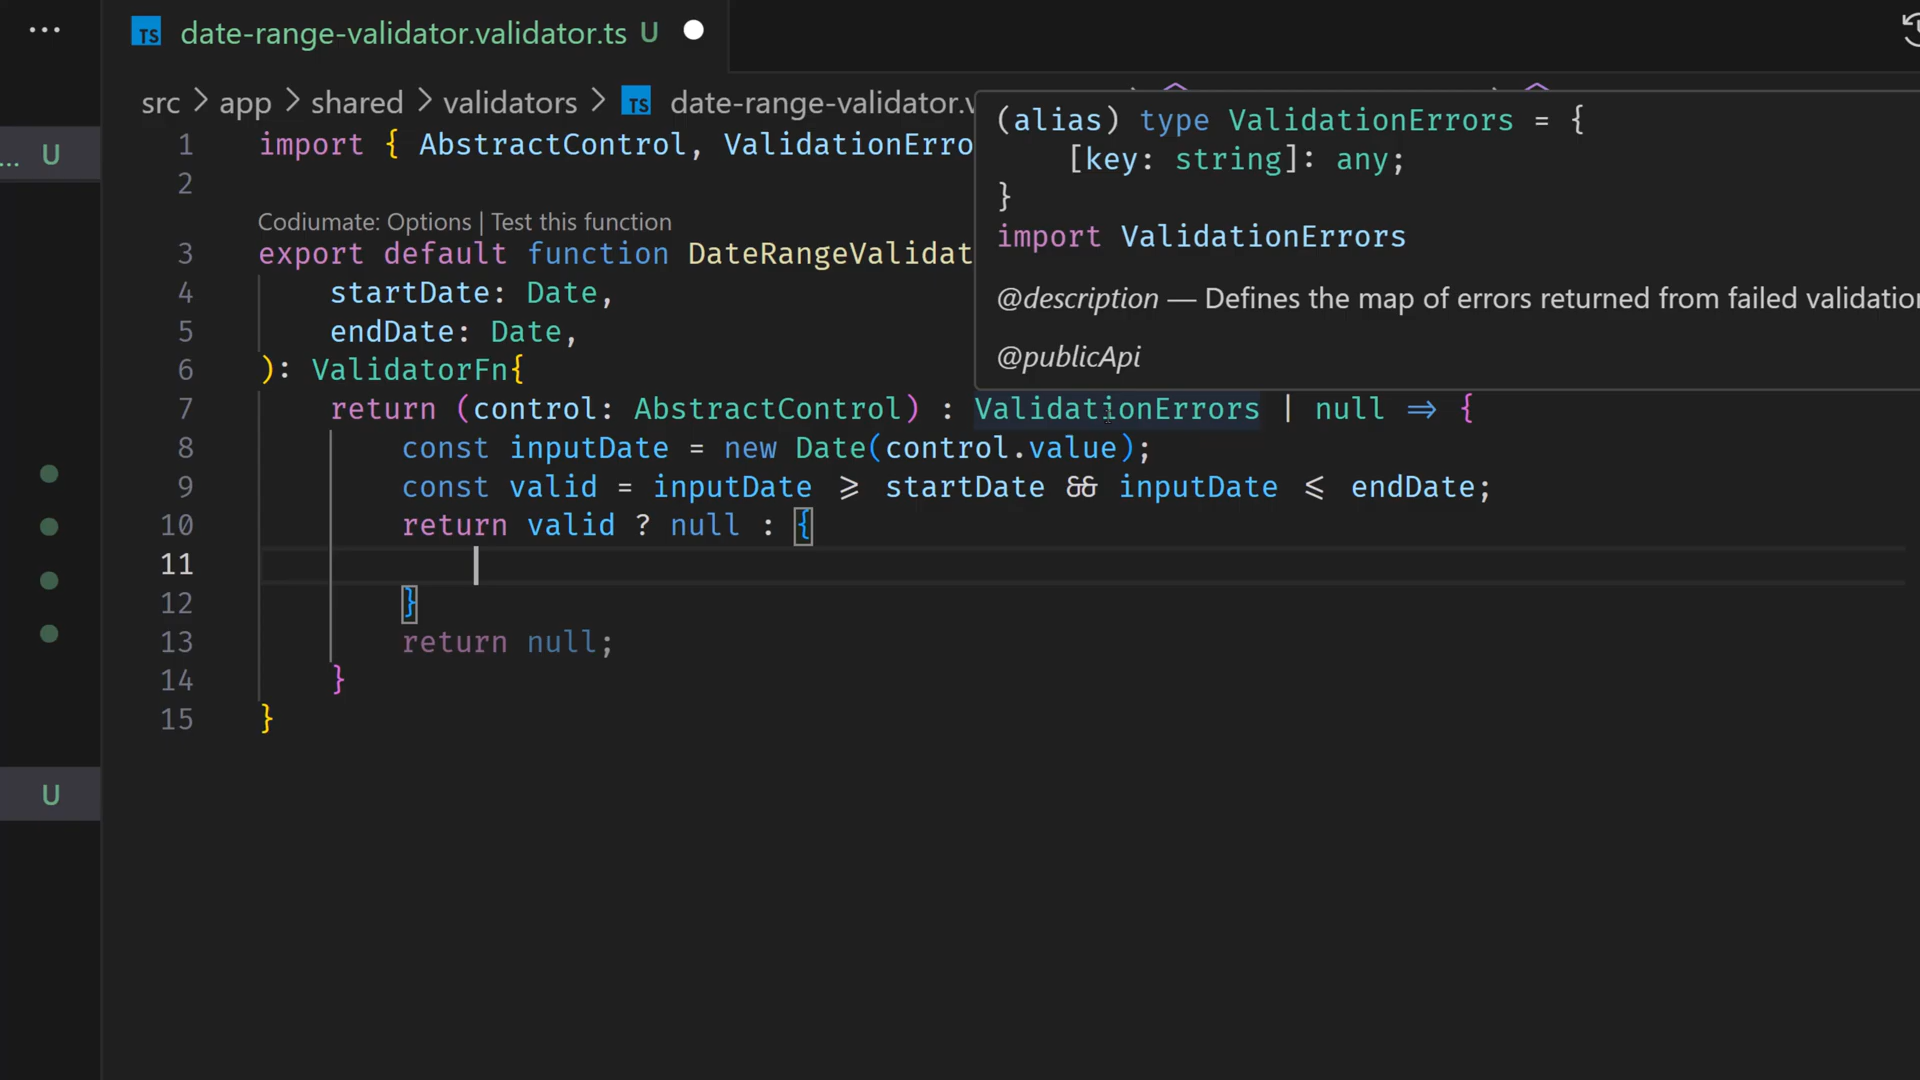 ...
TS date-range-validator.validator.ts U
src > app > shared > validators > TS date-range-validator.
... U
1 import { AbstractControl, ValidationErro
2
Codiumate: Options | Test this function
3 export default function DateRangeValidat
4 startDate: Date,
5 endDate: Date,
6 ): ValidatorFn{
(alias) type ValidationErrors = {
[key: string]: any;
}
import ValidationErrors
@description — Defines the map of errors returned from failed validatio
@publicApi
7 return (control: AbstractControl) : ValidationErrors | null => {
8 const inputDate = new Date(control.value);
9 const valid = inputDate >= startDate && inputDate <= endDate;
10 return valid ? null : {
11
12 }
13 return null;
14 }
15 }
U